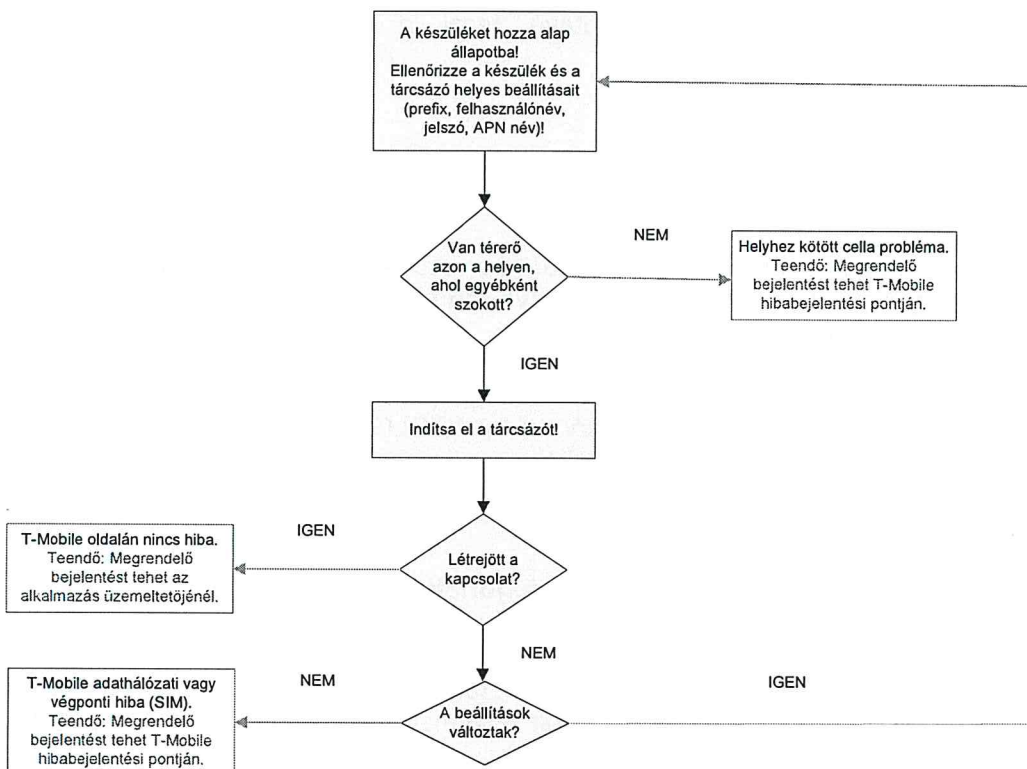 A készüléket hozza alap
állapotba!
Ellenőrizze a készülék és a
tárcsázó helyes beállításait
(prefix, felhasználónév,
jelszó, APN név)!
Van térerő
azon a helyen,
ahol egyébként
szokott?
NEM
Helyhez kötött cella probléma.
Teendő: Megrendelő
bejelentést tehet T-Mobile
hibabejelentési pontján.
IGEN
Indítsa el a tárcsázót!
T-Mobile oldalán nincs hiba.
Teendő: Megrendelő
bejelentést tehet az
alkalmazás üzemeltetőjénél.
IGEN
Létrejött a
kapcsolat?
NEM
T-Mobile adathálózati vagy
végponti hiba (SIM).
Teendő: Megrendelő
bejelentést tehet T-Mobile
hibabejelentési pontján.
NEM
A beállítások
változtak?
IGEN